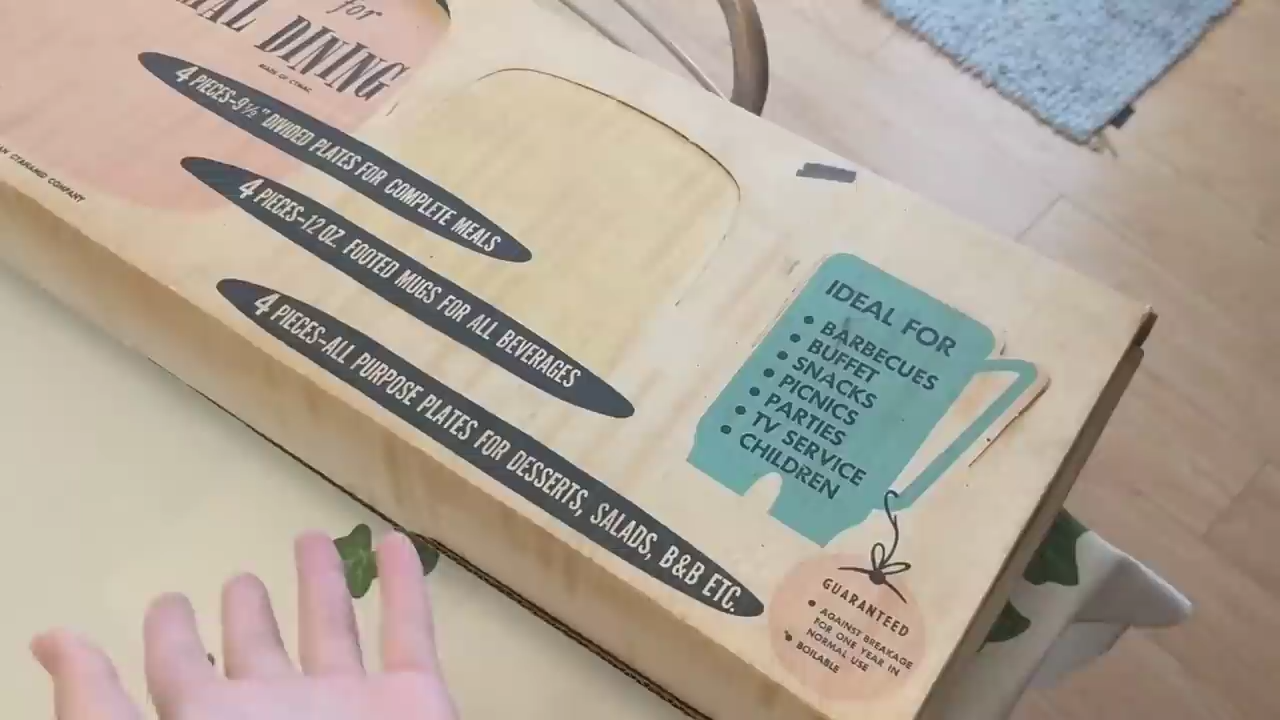 for
DINING
MADE OF CYMAC
4 PIECES–9½" DIVIDED PLATES FOR COMPLETE MEALS
CYANAMID COMPANY
4 PIECES–12 OZ. FOOTED MUGS FOR ALL BEVERAGES
4 PIECES–ALL PURPOSE PLATES FOR DESSERTS, SALADS, B&B ETC.
IDEAL FOR
• BARBECUES
• BUFFET
• SNACKS
• PICNICS
• PARTIES
• TV SERVICE
• CHILDREN
GUARANTEED
• AGAINST BREAKAGE
FOR ONE YEAR IN
NORMAL USE
• BOILABLE